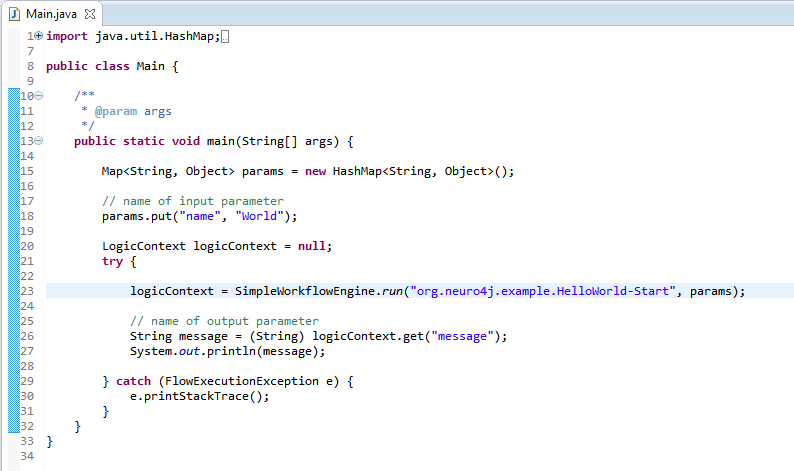 Main.java
1 import java.util.HashMap;
7
8 public class Main {
9
10     /**
11      * @param args
12      */
13     public static void main(String[] args) {
14
15         Map<String, Object> params = new HashMap<String, Object>();
16
17         // name of input parameter
18         params.put("name", "World");
19
20         LogicContext logicContext = null;
21         try {
22
23             logicContext = SimpleWorkflowEngine.run("org.neuro4j.example.HelloWorld-Start", params);
24
25             // name of output parameter
26             String message = (String) logicContext.get("message");
27             System.out.println(message);
28
29         } catch (FlowExecutionException e) {
30             e.printStackTrace();
31         }
32     }
33 }
34